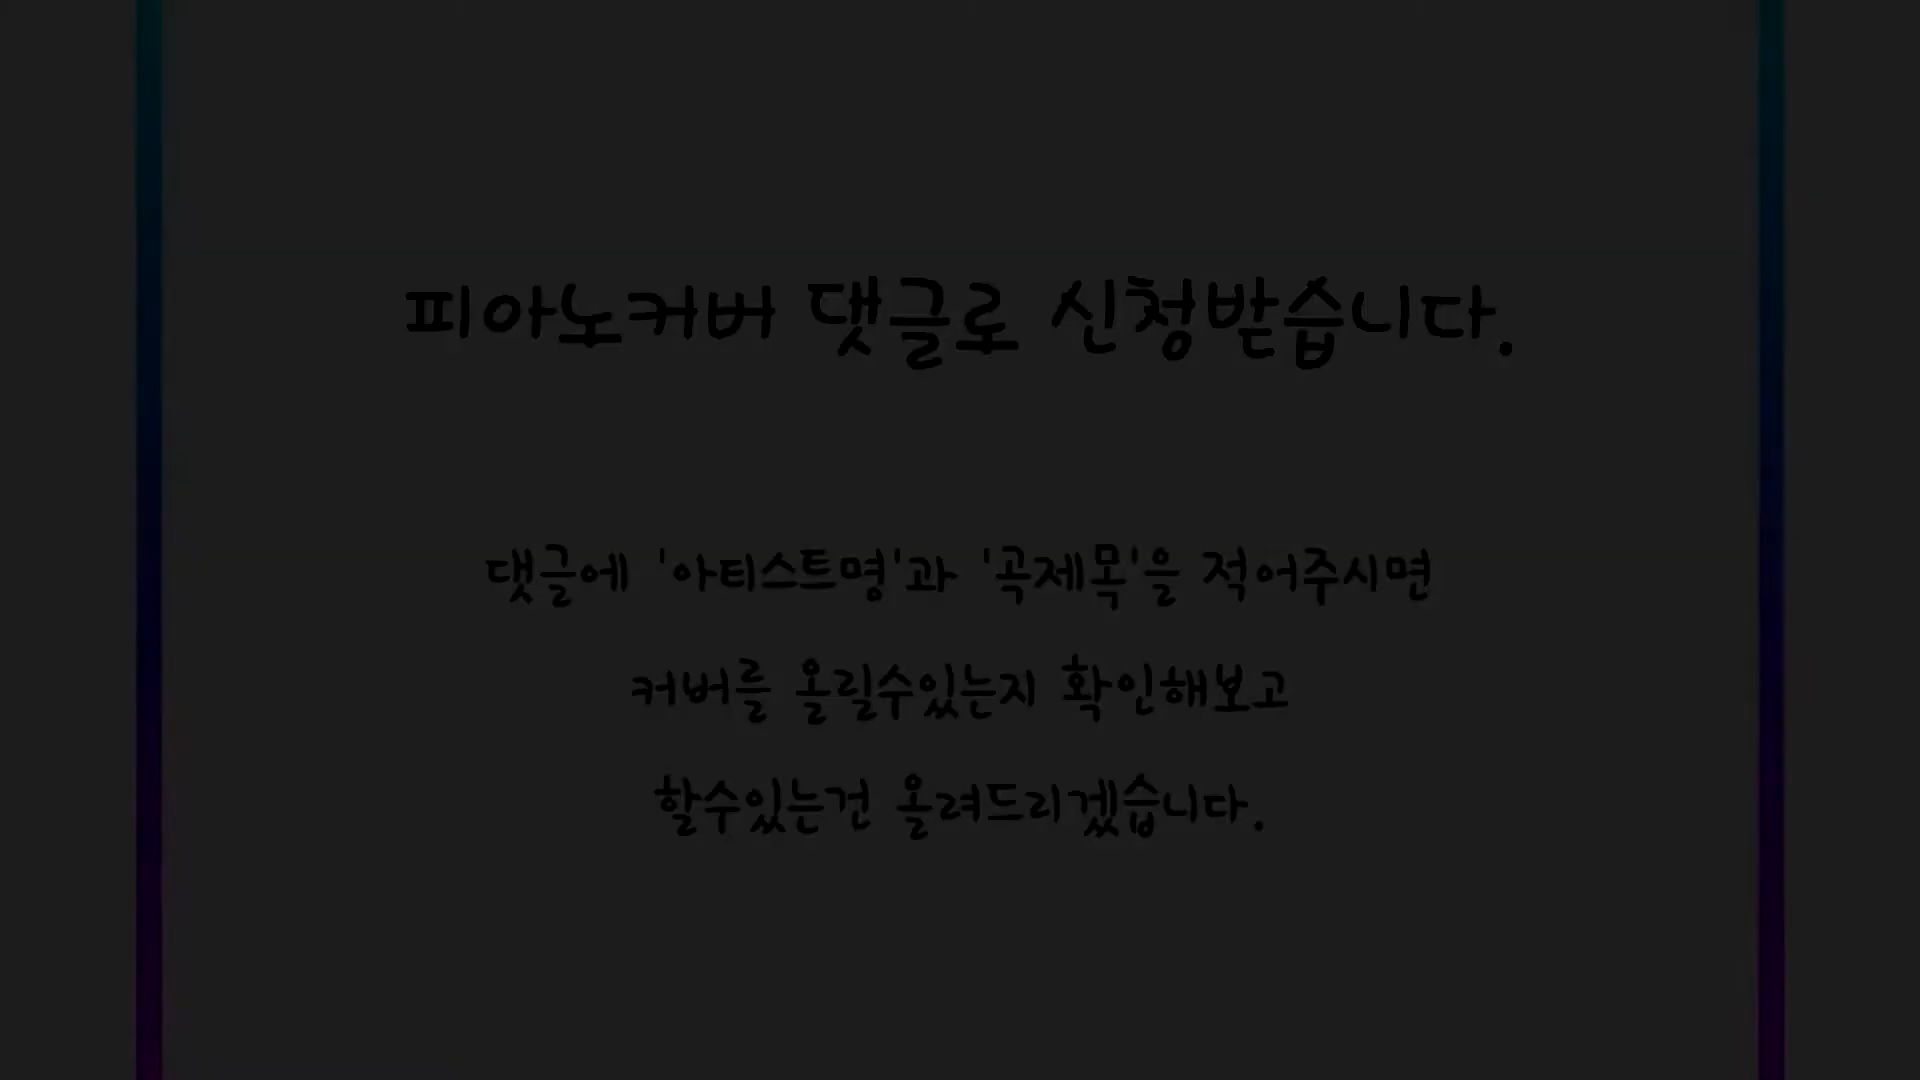 피아노커버 댓글로 신청받습니다.
댓글에 '아티스트명'과 '곡제목'을 적어주시면
커버를 올릴수있는지 확인해보고
할수있는건 올려드리겠습니다.